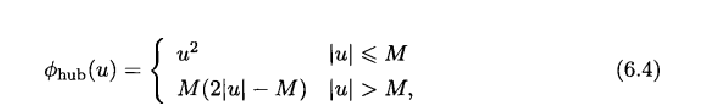 ϕ_hub(u) = { u² |u| ⩽ M
M(2|u| − M) |u| > M, (6.4)